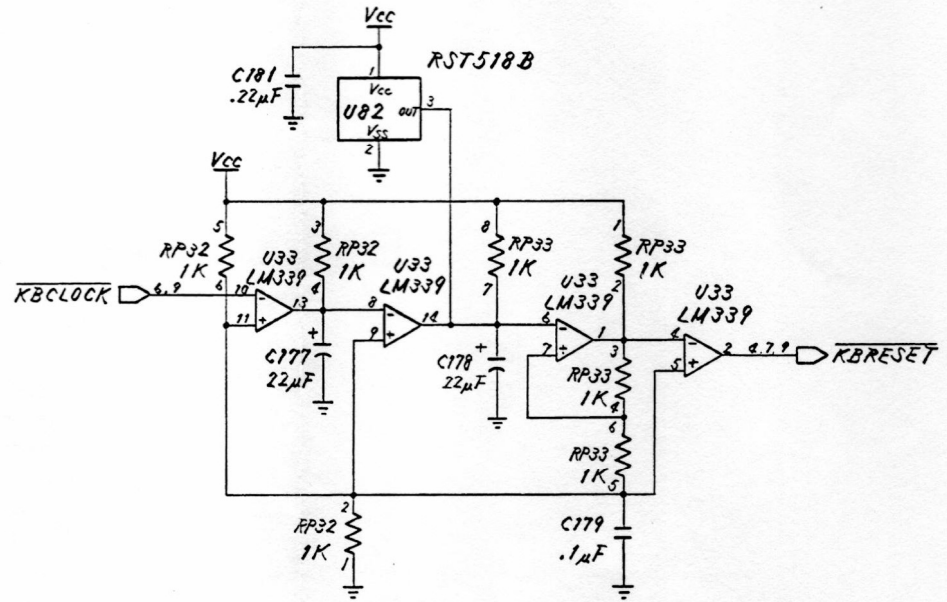 Vcc
RST518B
C181
.22µF
1
Vcc
U82
OUT
3
Vss
2
Vcc
5
RP32
1K
6
3
RP32
1K
4
8
RP33
1K
7
1
RP33
1K
2
KBCLOCK
6,9
U33
LM339
10
11
13
-
+
U33
LM339
8
9
14
-
+
U33
LM339
6
7
1
-
+
U33
LM339
4
5
2
-
+
4,7,9
KBRESET
+
C177
22µF
+
C178
22µF
3
RP33
1K
4
6
RP33
1K
5
2
RP32
1K
1
C179
.1µF